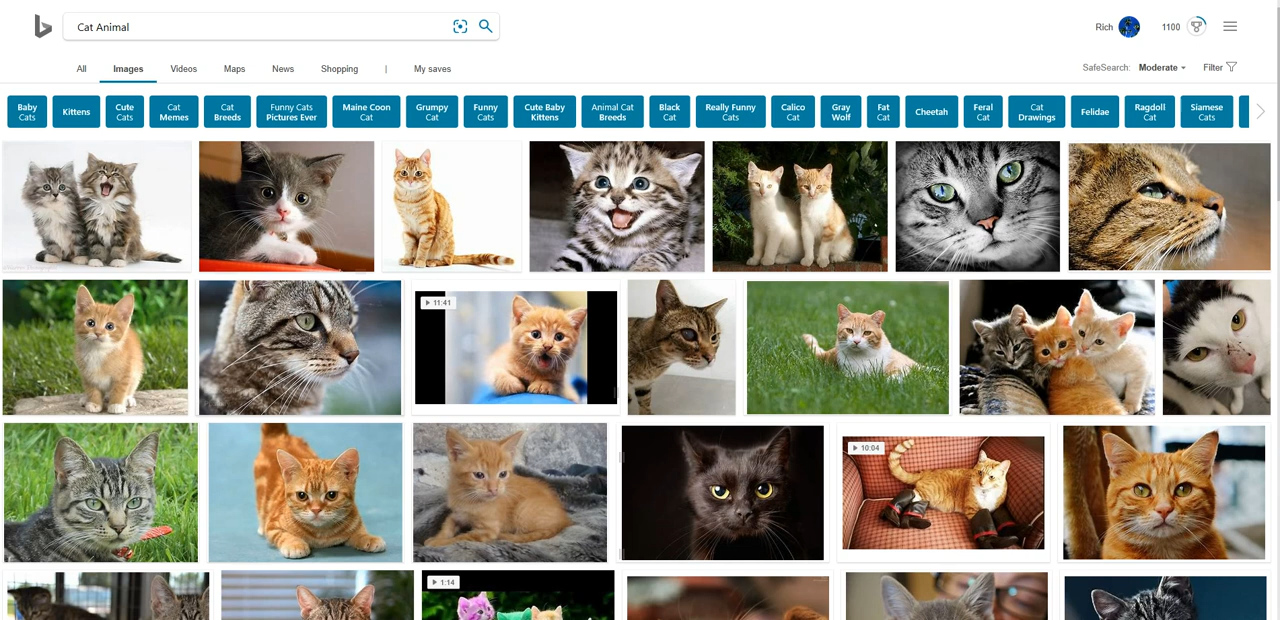 Cat Animal
Rich
1100
All
Images
Videos
Maps
News
Shopping
|
My saves
SafeSearch:
Moderate
Filter
Baby
Cats
Kittens
Cute
Cats
Cat
Memes
Cat
Breeds
Funny Cats
Pictures Ever
Maine Coon
Cat
Grumpy
Cat
Funny
Cats
Cute Baby
Kittens
Animal Cat
Breeds
Black
Cat
Really Funny
Cats
Calico
Cat
Gray
Wolf
Fat
Cat
Cheetah
Feral
Cat
Cat
Drawings
Felidae
Ragdoll
Cat
Siamese
Cats
11:41
10:04
1:14